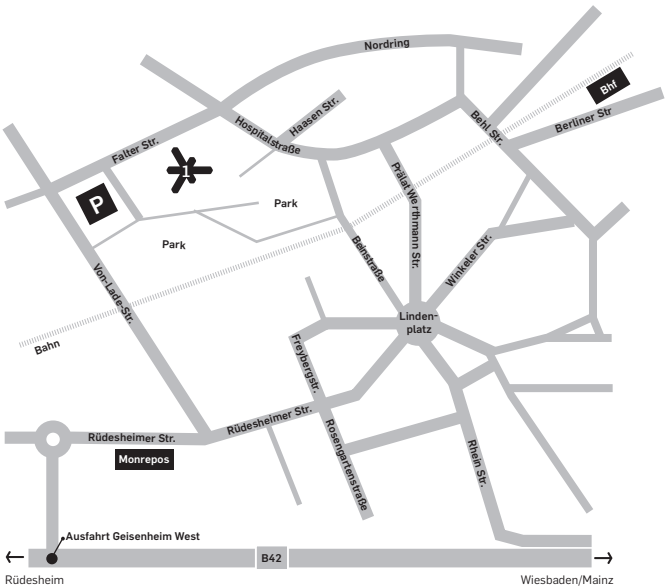 Nordring
Bhf
Haasen Str.
Hospitalstraße
Behl Str.
Berliner Str
Falter Str.
1
P
Prälat Werthmann Str.
Park
Park
Beinstraße
Winkeler Str.
Von-Lade-Str.
Linden-
platz
Bahn
Freybergstr.
Rüdesheimer Str.
Rüdesheimer Str.
Monrepos
Rosengartenstraße
Rhein Str.
Ausfahrt Geisenheim West
B42
Rüdesheim
Wiesbaden/Mainz